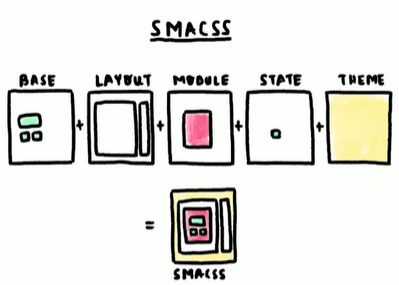 SMACSS
BASE LAYOUT MODULE STATE THEME
+ + + +
=
SMACSS